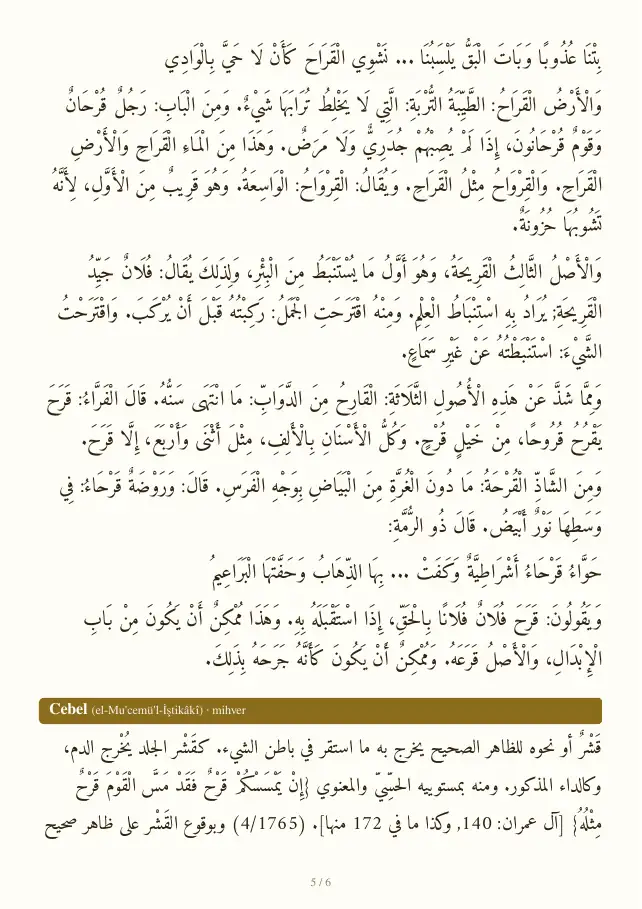 بِتْنَا عُذُوبًا وَبَاتَ الْبَقُّ يَلْسَبُنَا ... نَشْوِي الْقَرَاحَ كَأَنْ لَا حَيَّ بِالْوَادِي
وَالْأَرْضُ الْقَرَاحُ: الطَّيِّبَةُ التُّرْبَةِ: الَّتِي لَا يَخْلِطُ تُرَابَهَا شَيْءٌ. وَمِنَ الْبَابِ: رَجُلٌ قُرْحَانٌ
وَقَوْمٌ قُرْحَانُونَ، إِذَا لَمْ يُصِبْهُمْ جُدَرِيٌّ وَلَا مَرَضٌ. وَهَذَا مِنَ الْمَاءِ الْقَرَاحِ وَالْأَرْضِ
الْقَرَاحِ. وَالْقِرْوَاحُ مِثْلُ الْقَرَاحِ. وَيُقَالُ: الْقِرْوَاحُ: الْوَاسِعَةُ. وَهُوَ قَرِيبٌ مِنَ الْأَوَّلِ، لِأَنَّهُ
تَشُوبُهَا حُزُونَةٌ.
وَالْأَصْلُ الثَّالِثُ الْقَرِيحَةُ، وَهُوَ أَوَّلُ مَا يُسْتَنْبَطُ مِنَ الْبِئْرِ، وَلِذَلِكَ يُقَالُ: فُلَانٌ جَيِّدُ
الْقَرِيحَةِ; يُرَادُ بِهِ اسْتِنْبَاطُ الْعِلْمِ. وَمِنْهُ اقْتَرَحَتِ الْجَمَلُ: رَكِبْتُهُ قَبْلَ أَنْ يُرْكَبَ. وَاقْتَرَحْتُ
الشَّيْءَ: اسْتَنْبَطْتُهُ عَنْ غَيْرِ سَمَاعٍ.
وَمِمَّا شَذَّ عَنْ هَذِهِ الْأُصُولِ الثَّلَاثَةِ: الْقَارِحُ مِنَ الدَّوَابِّ: مَا انْتَهَى سَنُّهُ. قَالَ الْفَرَّاءُ: قَرَحَ
يَقْرُحُ قُرُوحًا، مِنْ خَيْلٍ قُرْحٍ. وَكُلُّ الْأَسْنَانِ بِالْأَلِفِ، مِثْلَ أَثْنَى وَأَرْبَعَ، إِلَّا قَرَحَ.
وَمِنَ الشَّاذِّ الْقُرْحَةُ: مَا دُونَ الْغُرَّةِ مِنَ الْبَيَاضِ بِوَجْهِ الْفَرَسِ. قَالَ: وَرَوْضَةٌ قَرْحَاءُ: فِي
وَسَطِهَا نَوْرٌ أَبْيَضُ. قَالَ ذُو الرُّمَّةِ:
حَوَّاءُ قَرْحَاءُ أَشْرَاطِيَّةٌ وَكَفَتْ ... بِهَا الذِّهَابُ وَحَفَّتْهَا الْبَرَاعِيمُ
وَيَقُولُونَ: قَرَحَ فُلَانٌ فُلَانًا بِالْحَقِّ، إِذَا اسْتَقْبَلَهُ بِهِ. وَهَذَا مُمْكِنٌ أَنْ يَكُونَ مِنْ بَابِ
الْإِبْدَالِ، وَالْأَصْلُ قَرَعَهُ. وَمُمْكِنٌ أَنْ يَكُونَ كَأَنَّهُ جَرَحَهُ بِذَلِكَ.
Cebel (el-Mu'cemü'l-İştikâkî) · mihver
قَشْرٌ أو نحوه للظاهر الصحيح يخرج به ما استقر في باطن الشيء. كقَشْر الجلد يُخْرج الدم،
وكالداء المذكور. ومنه بمستوييه الحسِّيّ والمعنوي {إِنْ يَمْسَسْكُمْ قَرْحٌ فَقَدْ مَسَّ الْقَوْمَ قَرْحٌ
مِثْلُهُ} [آل عمران: 140, وكذا ما في 172 منها]. (4/1765) وبوقوع القَشْر على ظاهر صحيح
5 / 6